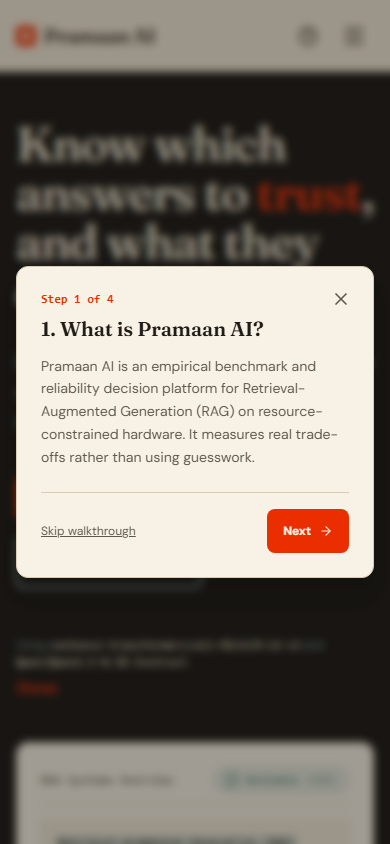 Pramaan AI
Know which
answers to trust,
and what they
Step 1 of 4
1. What is Pramaan AI?
Pramaan AI is an empirical benchmark and
reliability decision platform for Retrieval-
Augmented Generation (RAG) on resource-
constrained hardware. It measures real trade-
offs rather than using guesswork.
Skip walkthrough
Next →